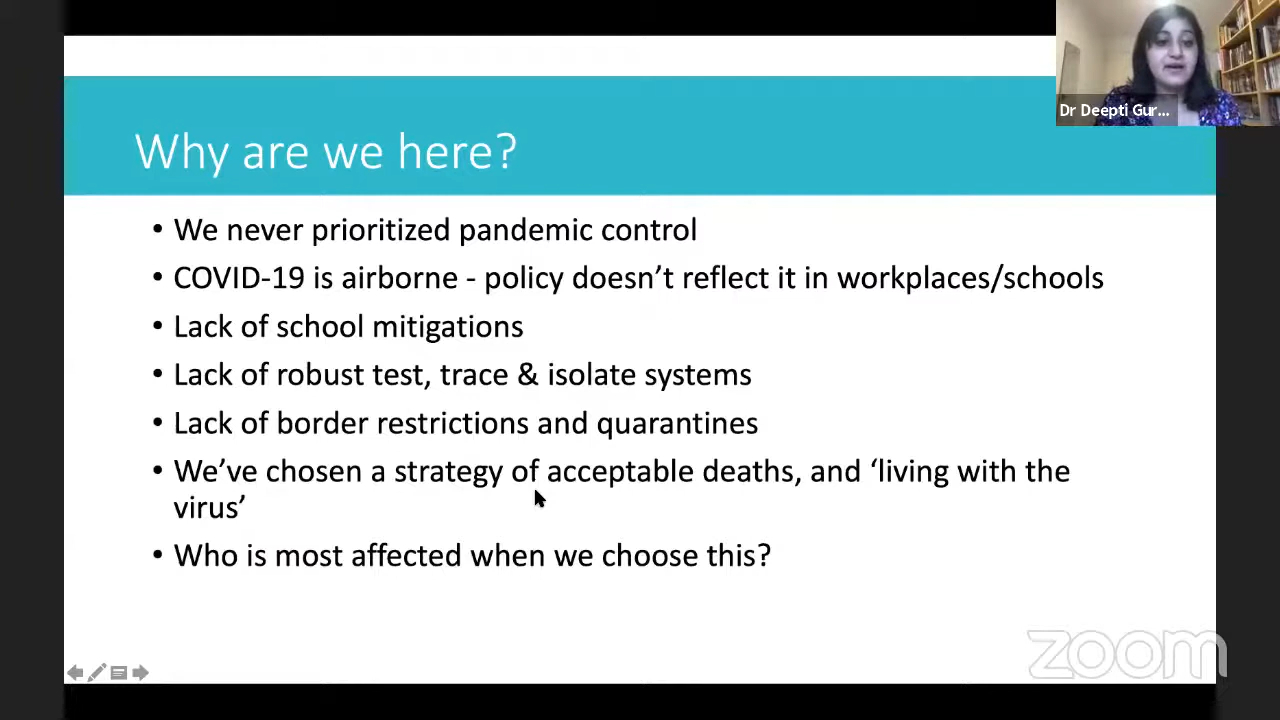 Dr Deepti Gur...
Why are we here?
• We never prioritized pandemic control
• COVID-19 is airborne - policy doesn’t reflect it in workplaces/schools
• Lack of school mitigations
• Lack of robust test, trace & isolate systems
• Lack of border restrictions and quarantines
• We’ve chosen a strategy of acceptable deaths, and ‘living with the
virus’
• Who is most affected when we choose this?
zoom